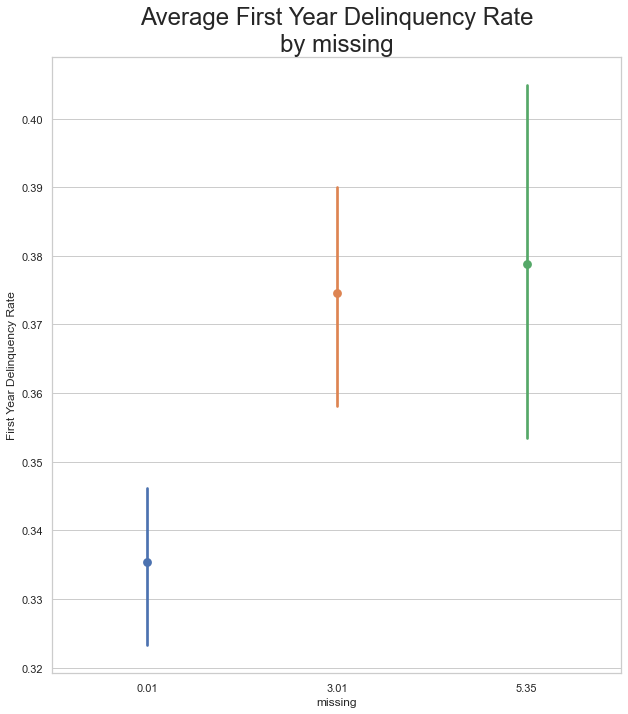 Average First Year Delinquency Rate
by missing
First Year Delinquency Rate
0.40
0.39
0.38
0.37
0.36
0.35
0.34
0.33
0.32
0.01 3.01 5.35
missing